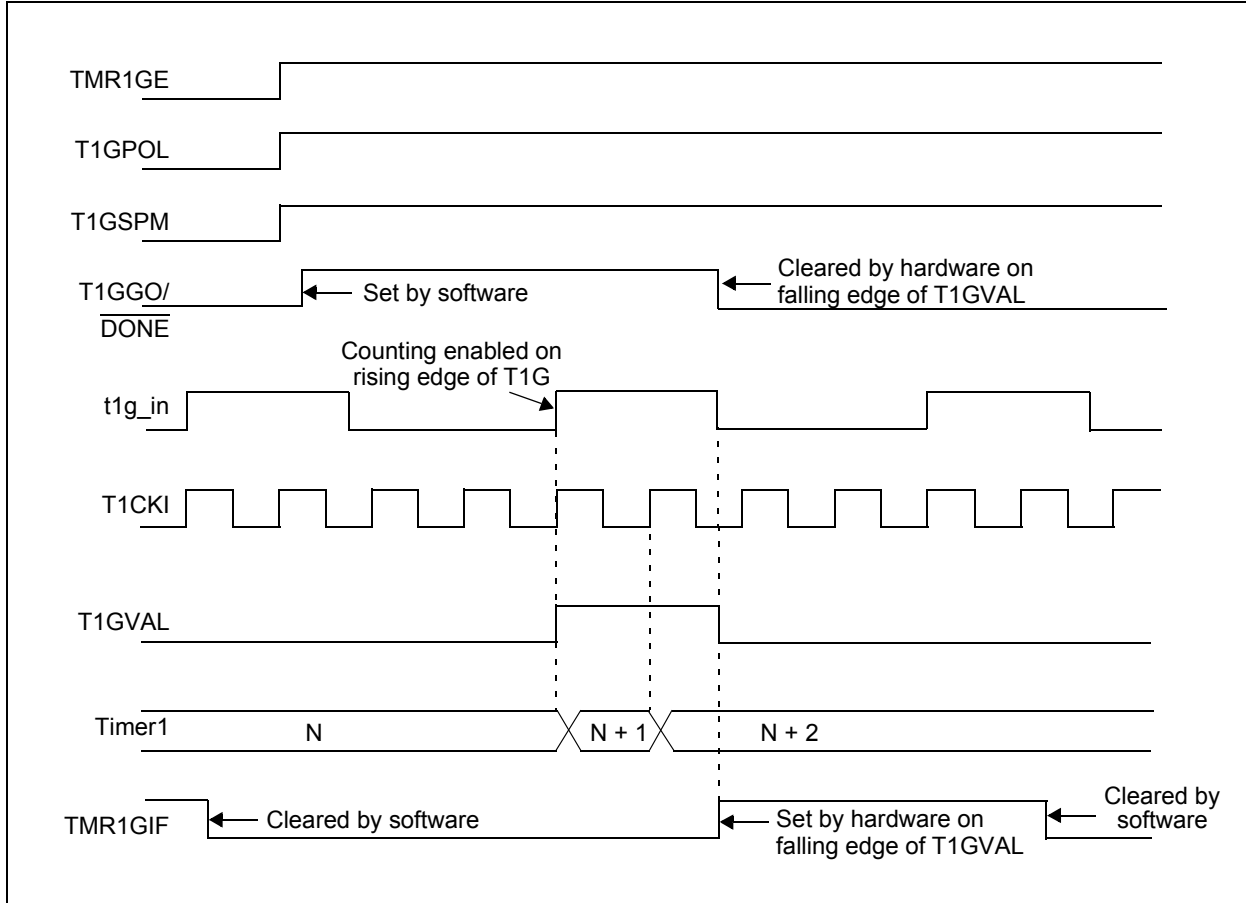 TMR1GE
T1GPOL
T1GSPM
T1GGO/
DONE
Set by software
Cleared by hardware on
falling edge of T1GVAL
Counting enabled on
rising edge of T1G
t1g_in
T1CKI
T1GVAL
Timer1
N
N + 1
N + 2
TMR1GIF
Cleared by software
Set by hardware on
falling edge of T1GVAL
Cleared by
software